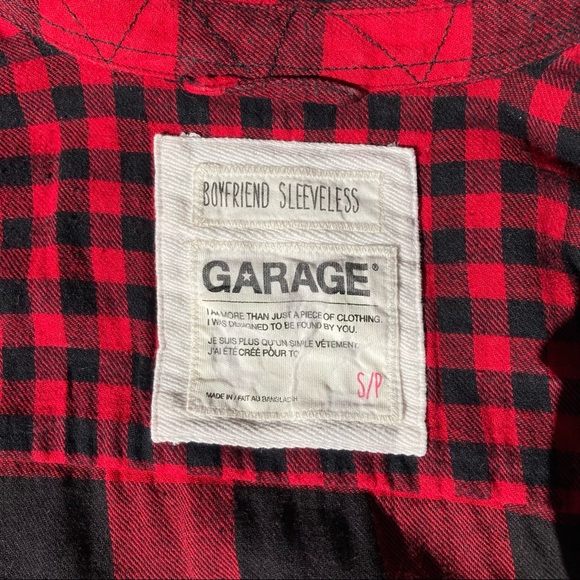 BOYFRIEND SLEEVELESS
GARAGE®
I AM MORE THAN JUST A PIECE OF CLOTHING.
I WAS DESIGNED TO BE FOUND BY YOU.
JE SUIS PLUS QU'UN SIMPLE VÊTEMENT.
J'AI ÉTÉ CRÉÉ POUR TO
S/P
MADE IN / FAIT AU BANGLADESH